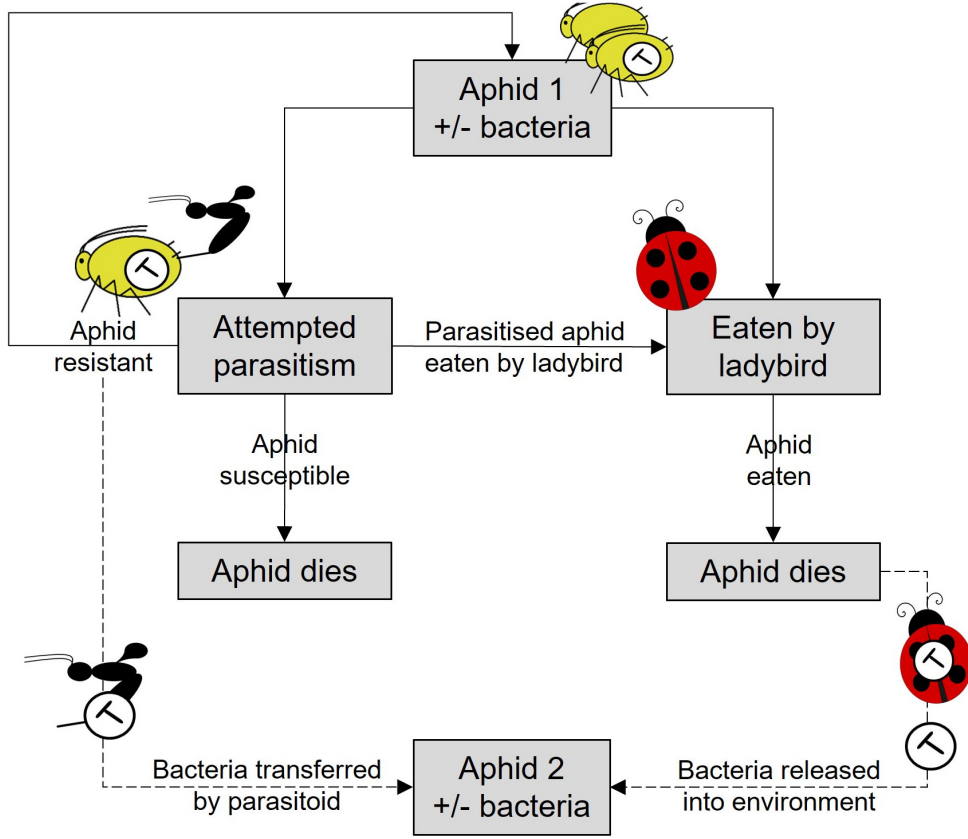 T
Aphid 1
+/- bacteria
T
Aphid
resistant
Attempted
parasitism
Parasitised aphid
eaten by ladybird
Eaten by
ladybird
Aphid
susceptible
Aphid
eaten
Aphid dies
Aphid dies
T
T
T
Bacteria transferred
by parasitoid
Aphid 2
+/- bacteria
Bacteria released
into environment